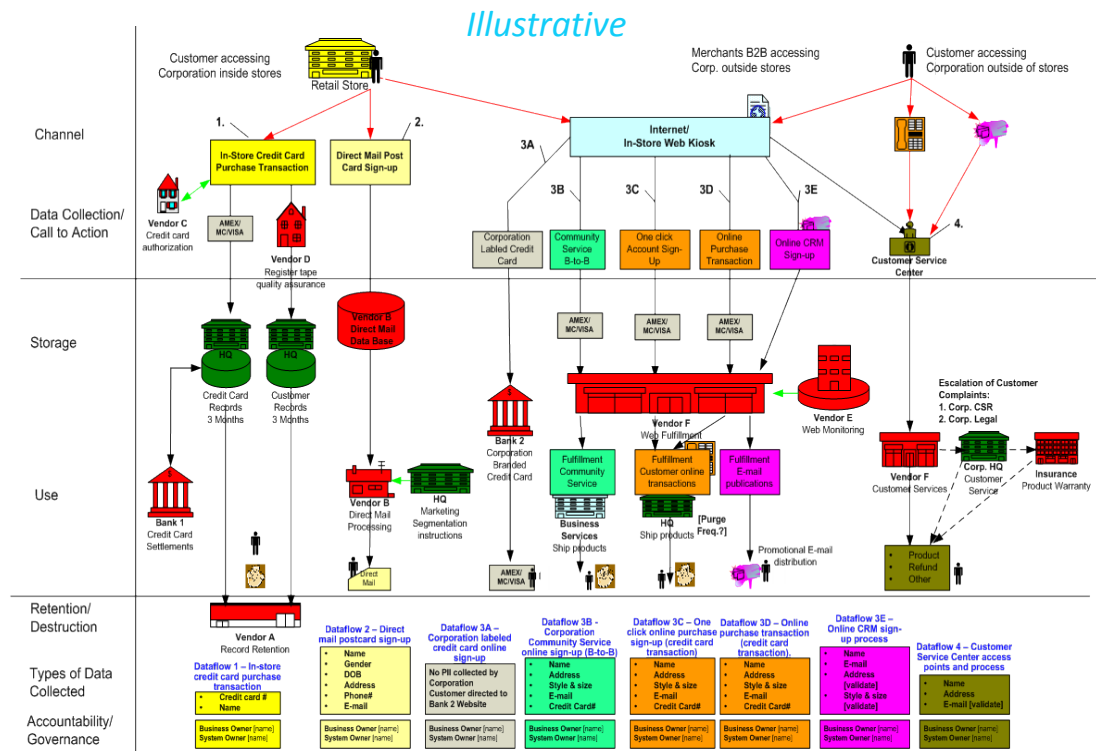 Illustrative
Customer accessing
Corporation inside stores
Retail Store
Merchants B2B accessing
Corp. outside stores
Customer accessing
Corporation outside of stores
Channel
1.
In-Store Credit Card
Purchase Transaction
2.
Direct Mail Post
Card Sign-up
Internet/
In-Store Web Kiosk
3A
3B
3C
3D
3E
4.
Data Collection/
Call to Action
Vendor C
Credit card
authorization
AMEX/
MC/VISA
Vendor D
Register tape
quality assurance
Corporation
Labled Credit
Card
Community
Service
B-to-B
One click
Account Sign-
Up
Online
Purchase
Transaction
Online CRM
Sign-up
Customer Service
Center
Storage
HQ
Credit Card
Records
3 Months
HQ
Customer
Records
3 Months
Vendor B
Direct Mail
Data Base
AMEX/
MC/VISA
AMEX/
MC/VISA
AMEX/
MC/VISA
$
Bank 2
Corporation
Branded
Credit Card
Vendor F
Web Fulfillment
Vendor E
Web Monitoring
Escalation of Customer
Complaints:
1. Corp. CSR
2. Corp. Legal
Use
$
Bank 1
Credit Card
Settlements
Vendor B
Direct Mail
Processing
HQ
Marketing
Segmentation
instructions
Fulfillment
Community
Service
Business
Services
Ship products
Fulfillment
Customer online
transactions
HQ
Ship products
[Purge
Freq.?]
Fulfillment
E-mail
publications
Promotional E-mail
distribution
Vendor F
Customer Services
Corp. HQ
Customer
Service
Insurance
Product Warranty
Direct
Mail
AMEX/
MC/VISA
• Product
• Refund
• Other
Retention/
Destruction
Vendor A
Record Retention
Types of Data
Collected
Dataflow 1 – In-store
credit card purchase
transaction
• Credit card #
• Name
Dataflow 2 – Direct
mail postcard sign-up
• Name
• Gender
• DOB
• Address
• Phone#
• E-mail
Dataflow 3A –
Corporation labeled
credit card online
sign-up
No PII collected by
Corporation
Customer directed to
Bank 2 Website
Dataflow 3B -
Corporation
Community Service
online sign-up (B-to-B)
• Name
• Address
• Style & size
• E-mail
• Credit Card#
Dataflow 3C – One
click online purchase
sign-up (credit card
transaction)
• Name
• Address
• Style & size
• E-mail
• Credit Card#
Dataflow 3D – Online
purchase transaction
(credit card
transaction).
• Name
• Address
• Style & size
• E-mail
• Credit Card#
Dataflow 3E –
Online CRM sign-
up process
• Name
• E-mail
• Address
[validate]
• Style & size
[validate]
Dataflow 4 – Customer
Service Center access
points and process
• Name
• Address
• E-mail [validate]
Accountability/
Governance
Business Owner [name]
System Owner [name]
Business Owner [name]
System Owner [name]
Business Owner [name]
System Owner [name]
Business Owner [name]
System Owner [name]
Business Owner [name]
System Owner [name]
Business Owner [name]
System Owner [name]
Business Owner [name]
System Owner [name]
Business Owner [name]
System Owner [name]